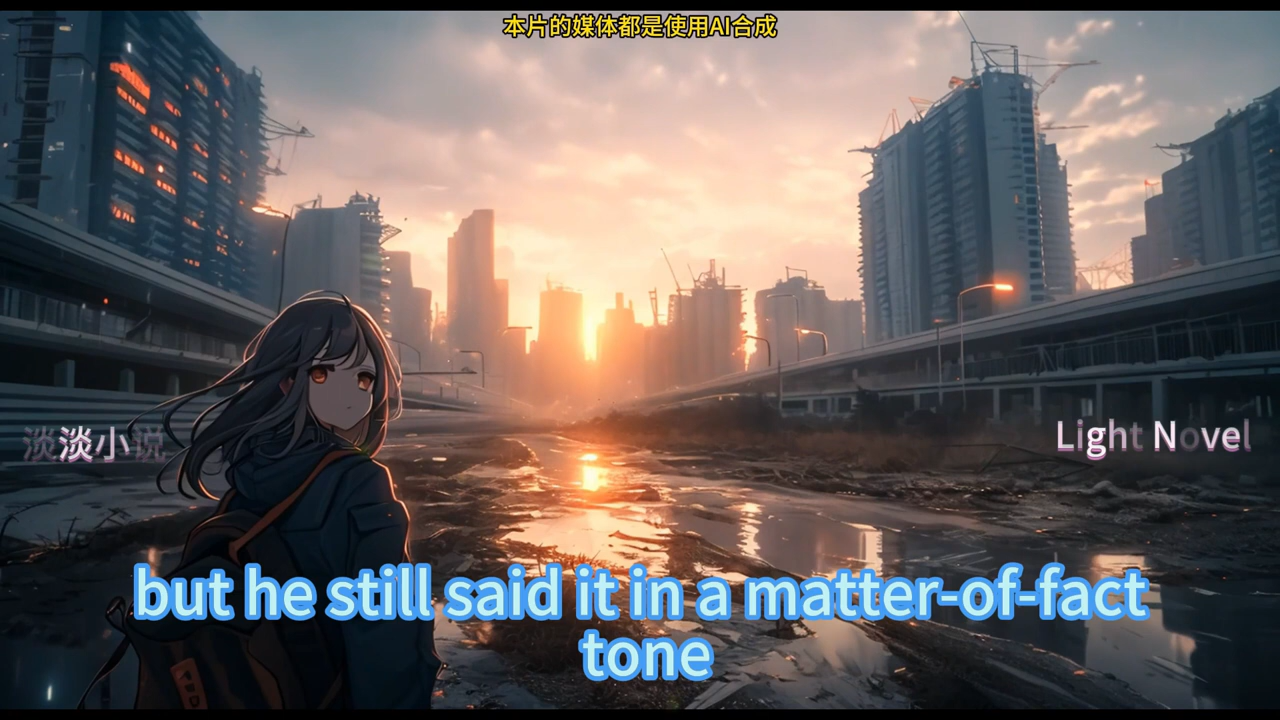 本片的媒体都是使用AI合成
淡淡小说
Light Novel
but he still said it in a matter-of-fact
tone